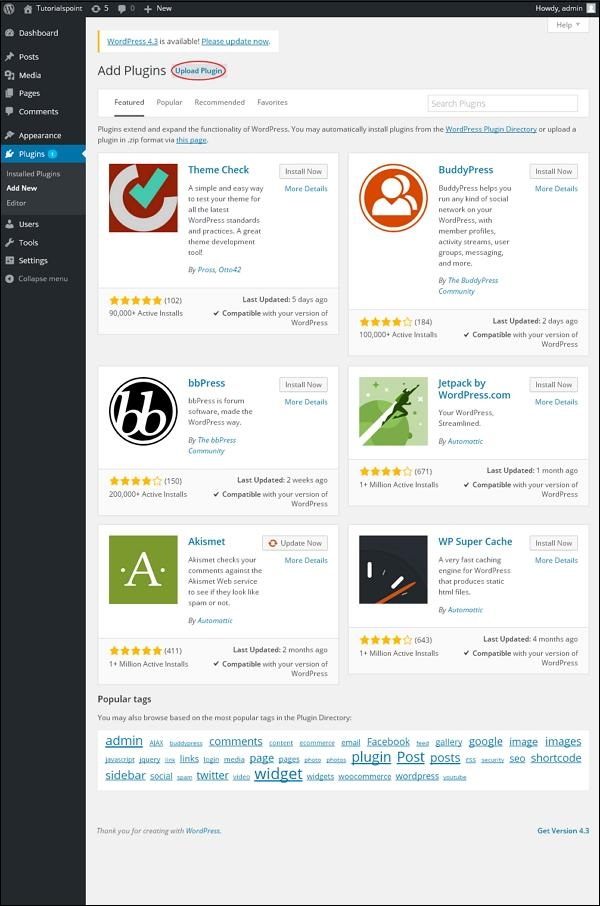 Tutorialspoint 5 0 + New Howdy, admin
Help
Dashboard
Posts
Media
Pages
Comments
Appearance
Plugins 1
Installed Plugins
Add New
Editor
Users
Tools
Settings
Collapse menu
WordPress 4.3 is available! Please update now.
Add Plugins Upload Plugin
Featured Popular Recommended Favorites Search Plugins
Plugins extend and expand the functionality of WordPress. You may automatically install plugins from the WordPress Plugin Directory or upload a
plugin in .zip format via this page.
Theme Check Install Now
More Details
A simple and easy way
to test your theme for
all the latest
WordPress standards
and practices. A great
theme development
tool!
By Pross, Otto42
(102) Last Updated: 5 days ago
90,000+ Active Installs ✔ Compatible with your version of
WordPress
BuddyPress Install Now
More Details
BuddyPress helps you
run any kind of social
network on your
WordPress, with
member profiles,
activity streams, user
groups, messaging,
and more.
By The BuddyPress
Community
(184) Last Updated: 2 days ago
100,000+ Active Installs ✔ Compatible with your version of
WordPress
bb
bbPress Install Now
More Details
bbPress is forum
software, made the
WordPress way.
By The bbPress
Community
(150) Last Updated: 2 weeks ago
200,000+ Active Installs ✔ Compatible with your version of
WordPress
Jetpack by
WordPress.com
Install Now
More Details
Your WordPress,
Streamlined.
By Automattic
(671) Last Updated: 1 month ago
1+ Million Active Installs ✔ Compatible with your version of
WordPress
·A·
Akismet Update Now
More Details
Akismet checks your
comments against the
Akismet Web service
to see if they look like
spam or not.
By Automattic
(411) Last Updated: 2 months ago
1+ Million Active Installs ✔ Compatible with your version of
WordPress
WP Super Cache Install Now
More Details
A very fast caching
engine for WordPress
that produces static
html files.
By Automattic
(643) Last Updated: 4 months ago
1+ Million Active Installs ✔ Compatible with your version of
WordPress
Popular tags
You may also browse based on the most popular tags in the Plugin Directory:
admin AJAX buddypress comments content ecommerce email Facebook feed gallery google image images
javascript jquery link links login media page pages photo photos plugin Post posts rss security seo shortcode
sidebar social spam twitter video widget widgets woocommerce wordpress youtube
Thank you for creating with WordPress. Get Version 4.3